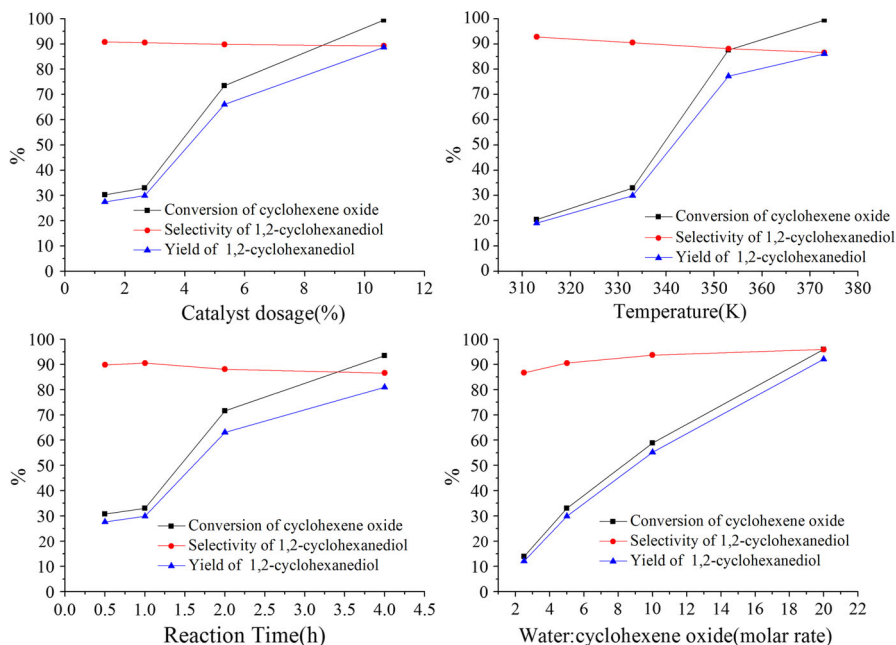 100
90
80
70
60
50
40
30
20
10
0
%
Conversion of cyclohexene oxide
Selectivity of 1,2-cyclohexanediol
Yield of 1,2-cyclohexanediol
0 2 4 6 8 10 12
Catalyst dosage(%)
100
90
80
70
60
50
40
30
20
10
0
%
Conversion of cyclohexene oxide
Selectivity of 1,2-cyclohexanediol
Yield of 1,2-cyclohexanediol
310 320 330 340 350 360 370 380
Temperature(K)
100
90
80
70
60
50
40
30
20
10
0
%
Conversion of cyclohexene oxide
Selectivity of 1,2-cyclohexanediol
Yield of 1,2-cyclohexanediol
0.0 0.5 1.0 1.5 2.0 2.5 3.0 3.5 4.0 4.5
Reaction Time(h)
100
90
80
70
60
50
40
30
20
10
0
%
Conversion of cyclohexene oxide
Selectivity of 1,2-cyclohexanediol
Yield of 1,2-cyclohexanediol
2 4 6 8 10 12 14 16 18 20 22
Water:cyclohexene oxide(molar rate)